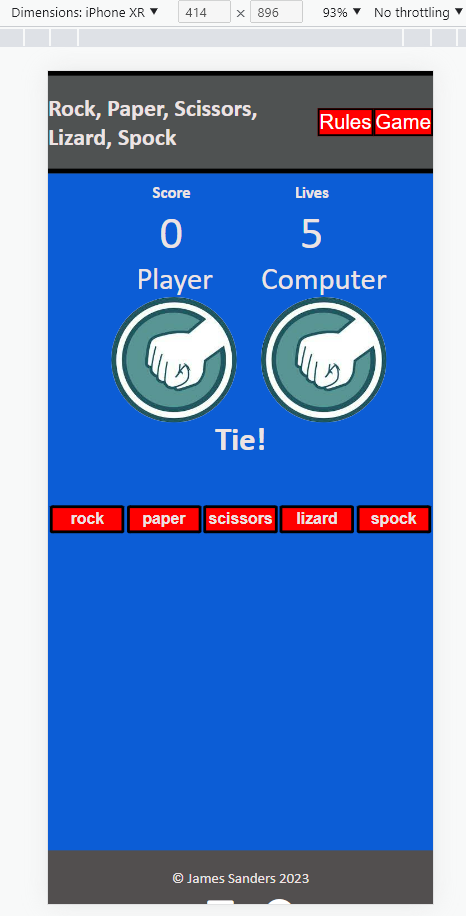 Dimensions: iPhone XR ▼ 414 × 896 93% ▼ No throttling ▼
Rock, Paper, Scissors,
Lizard, Spock
Rules Game
Score Lives
0 5
Player Computer
Tie!
rock paper scissors lizard spock
© James Sanders 2023